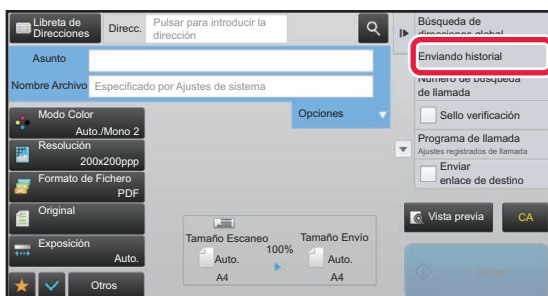 Libreta de
Direcciones
Direcc.
Pulsar para introducir la
dirección
Asunto
Nombre Archivo
Especificado por Ajustes de sistema
Opciones
Modo Color
Auto./Mono 2
Resolución
200x200ppp
Formato de Fichero
PDF
Original
Exposición
Auto.
Otros
Tamaño Escaneo
Auto.
A4
100%
Tamaño Envío
Auto.
A4
Búsqueda de
direcciones global
Enviando historial
Número de búsqueda
de llamada
Sello verificación
Programa de llamada
Ajustes registrados de llamada
Enviar
enlace de destino
Vista previa
CA
Iniciar